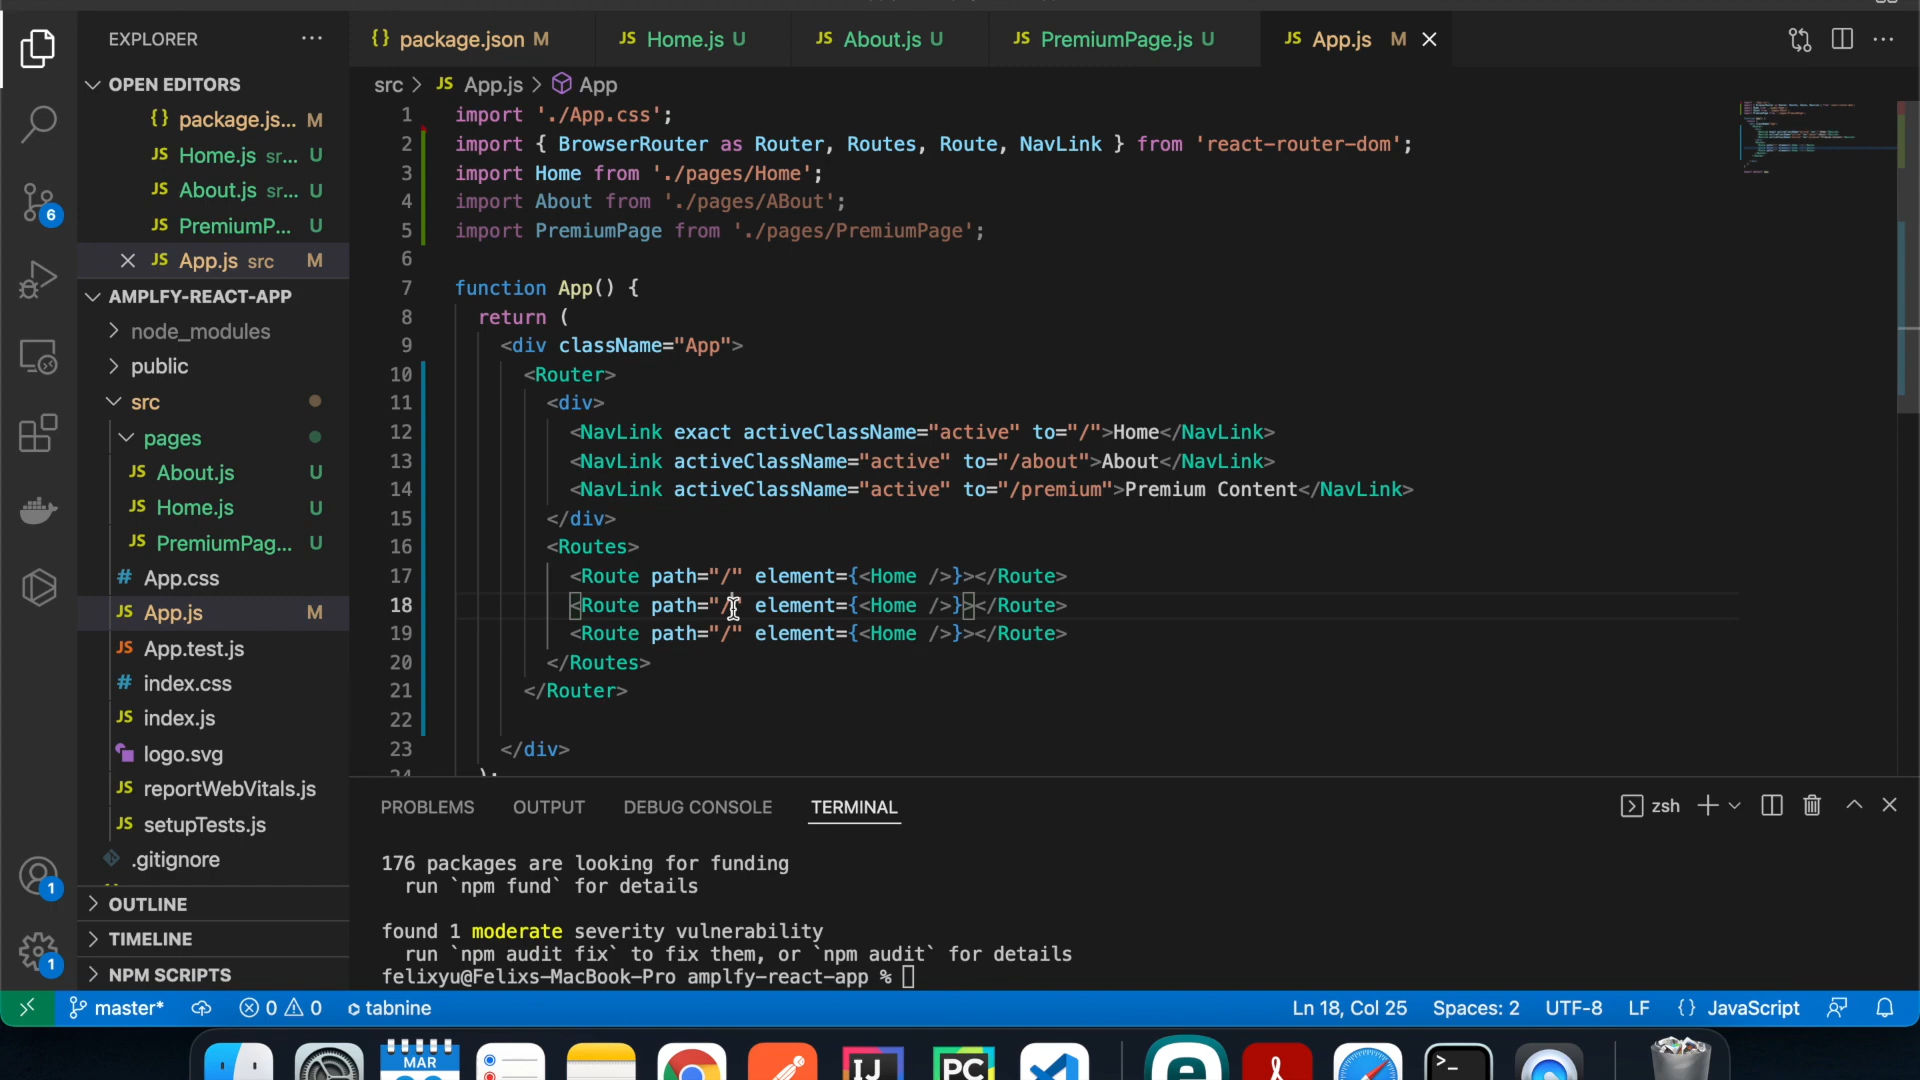 EXPLORER
OPEN EDITORS
{} package.js... M
JS Home.js sr... U
JS About.js sr... U
JS PremiumP... U
JS App.js src M
AMPLFY-REACT-APP
node_modules
public
src
pages
JS About.js U
JS Home.js U
JS PremiumPag... U
# App.css
JS App.js M
JS App.test.js
# index.css
JS index.js
logo.svg
JS reportWebVitals.js
JS setupTests.js
.gitignore
OUTLINE
TIMELINE
NPM SCRIPTS
6
1
1
{} package.json M
JS Home.js U
JS About.js U
JS PremiumPage.js U
JS App.js M
src > JS App.js > App
1 import './App.css';
2 import { BrowserRouter as Router, Routes, Route, NavLink } from 'react-router-dom';
3 import Home from './pages/Home';
4 import About from './pages/ABout';
5 import PremiumPage from './pages/PremiumPage';
6
7 function App() {
8 return (
9 <div className="App">
10 <Router>
11 <div>
12 <NavLink exact activeClassName="active" to="/">Home</NavLink>
13 <NavLink activeClassName="active" to="/about">About</NavLink>
14 <NavLink activeClassName="active" to="/premium">Premium Content</NavLink>
15 </div>
16 <Routes>
17 <Route path="/" element={<Home />}></Route>
18 <Route path="/" element={<Home />}></Route>
19 <Route path="/" element={<Home />}></Route>
20 </Routes>
21 </Router>
22
23 </div>
24 );
PROBLEMS OUTPUT DEBUG CONSOLE TERMINAL
zsh
176 packages are looking for funding
run `npm fund` for details
found 1 moderate severity vulnerability
run `npm audit fix` to fix them, or `npm audit` for details
felixyu@Felixs-MacBook-Pro amplfy-react-app %
master* 0 0 tabnine
Ln 18, Col 25 Spaces: 2 UTF-8 LF {} JavaScript
MAR
IJ
PC